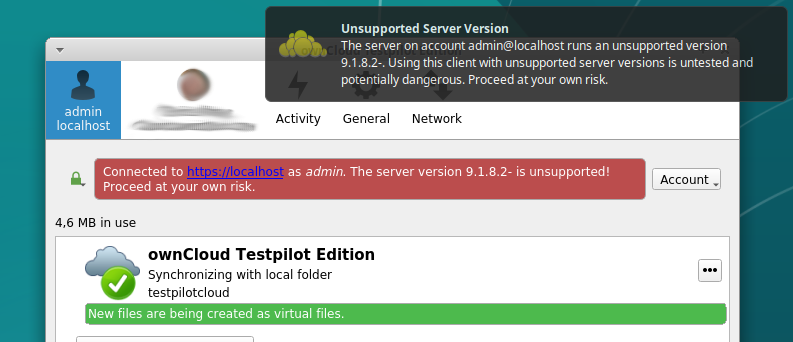 Unsupported Server Version
The server on account admin@localhost runs an unsupported version
9.1.8.2-. Using this client with unsupported server versions is untested and
potentially dangerous. Proceed at your own risk.
admin
localhost
Activity
General
Network
Connected to https://localhost as admin. The server version 9.1.8.2- is unsupported!
Proceed at your own risk.
Account
4,6 MB in use
ownCloud Testpilot Edition
Synchronizing with local folder
testpilotcloud
New files are being created as virtual files.